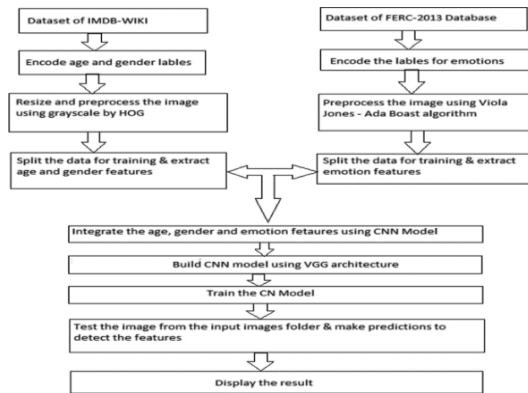 Dataset of IMDB-WIKI
Encode age and gender lables
Resize and preprocess the image
using grayscale by HOG
Split the data for training & extract
age and gender features
Dataset of FERC-2013 Database
Encode the lables for emotions
Preprocess the image using Viola
Jones - Ada Boast algorithm
Split the data for training & extract
emotion features
Integrate the age, gender and emotion fetaures using CNN Model
Build CNN model using VGG architecture
Train the CN Model
Test the image from the input images folder & make predictions to
detect the features
Display the result